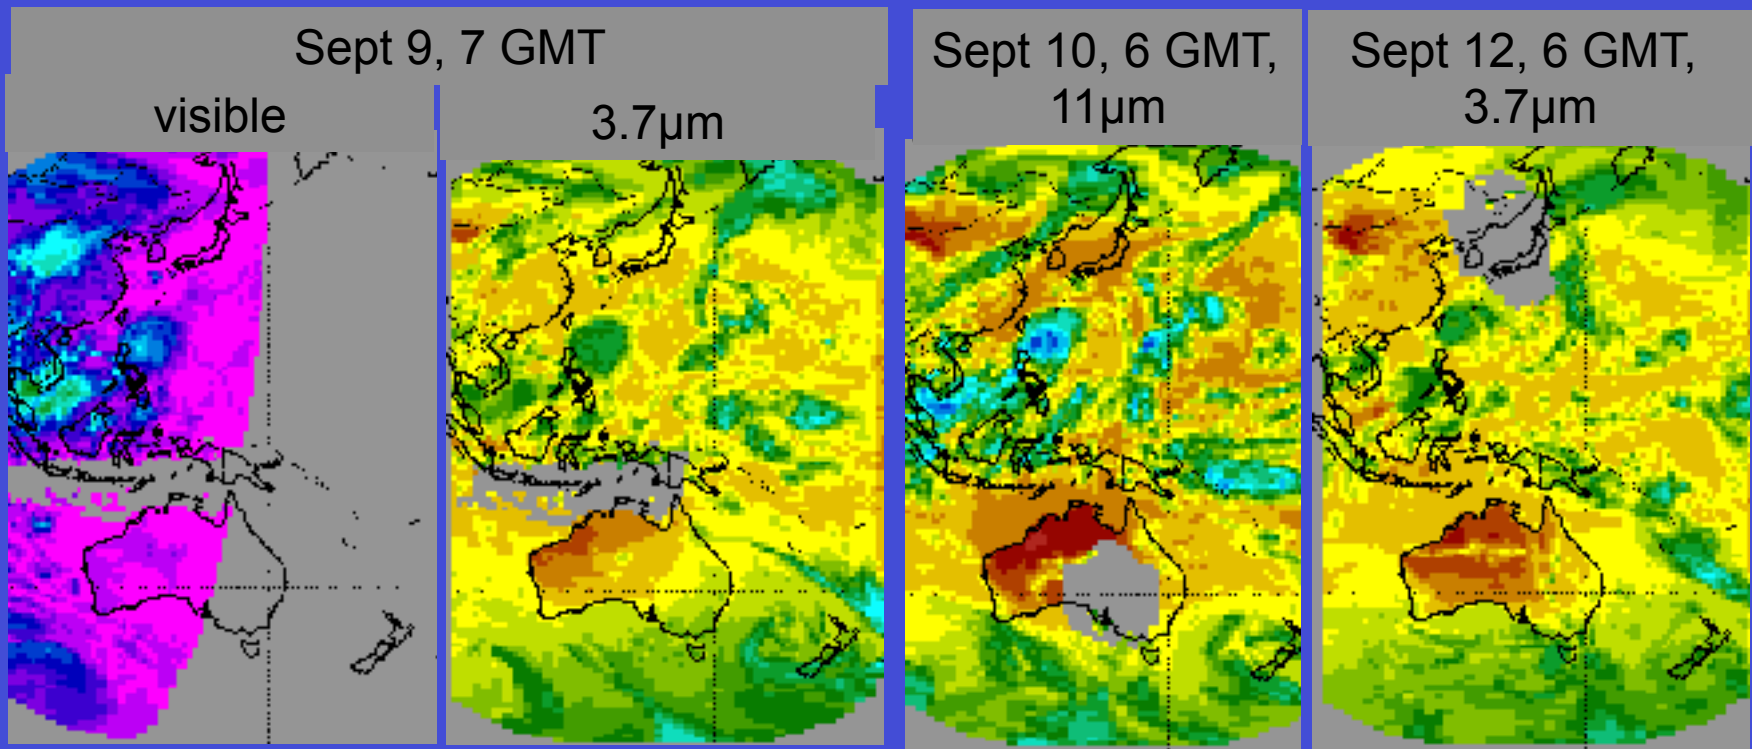 Sept 9, 7 GMT
visible
3.7µm
Sept 10, 6 GMT,
11µm
Sept 12, 6 GMT,
3.7µm